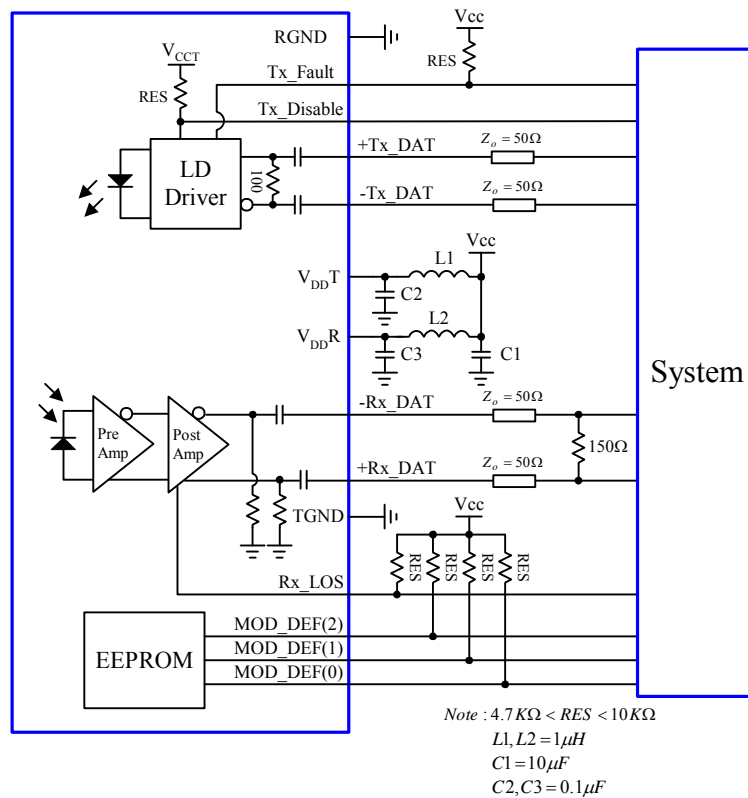 RGND
Vcc
V_CCT
RES
RES
Tx_Fault
Tx_Disable
LD
Driver
100
+Tx_DAT
Z_o = 50Ω
-Tx_DAT
Z_o = 50Ω
Vcc
V_DD T
L1
C2
V_DD R
L2
C3
C1
System
Pre
Amp
Post
Amp
-Rx_DAT
Z_o = 50Ω
150Ω
+Rx_DAT
Z_o = 50Ω
TGND
Vcc
RES
RES
RES
RES
Rx_LOS
EEPROM
MOD_DEF(2)
MOD_DEF(1)
MOD_DEF(0)
Note : 4.7KΩ < RES < 10KΩ
L1, L2 = 1μH
C1 = 10μF
C2, C3 = 0.1μF